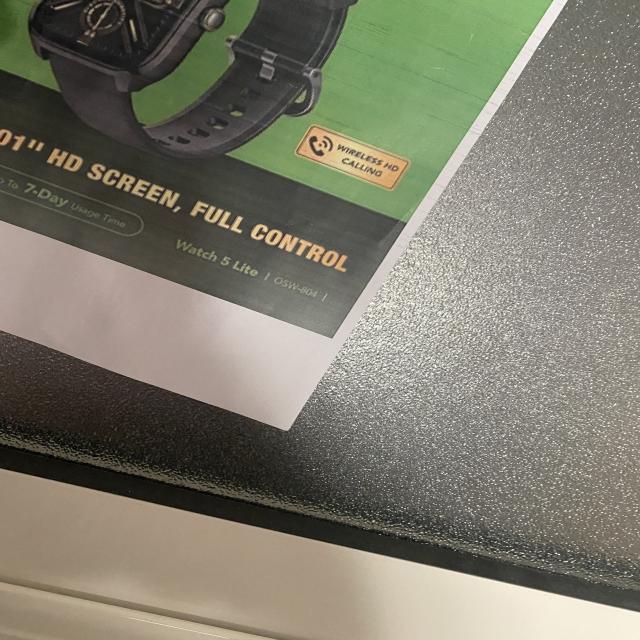 WIRELESS HD
CALLING
01" HD SCREEN, FULL CONTROL
To 7-Day Usage Time
Watch 5 Lite | OSW-804 |